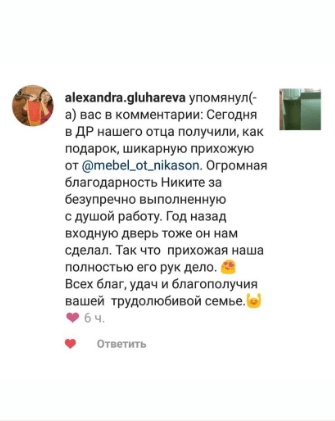 alexandra.gluhareva упомянул(-
а) вас в комментарии: Сегодня
в ДР нашего отца получили, как
подарок, шикарную прихожую
от @mebel_ot_nikason. Огромная
благодарность Никите за
безупречно выполненную
с душой работу. Год назад
входную дверь тоже он нам
сделал. Так что прихожая наша
полностью его рук дело. 😍
Всех благ, удач и благополучия
вашей трудолюбивой семье.🤗
6 ч.
Ответить